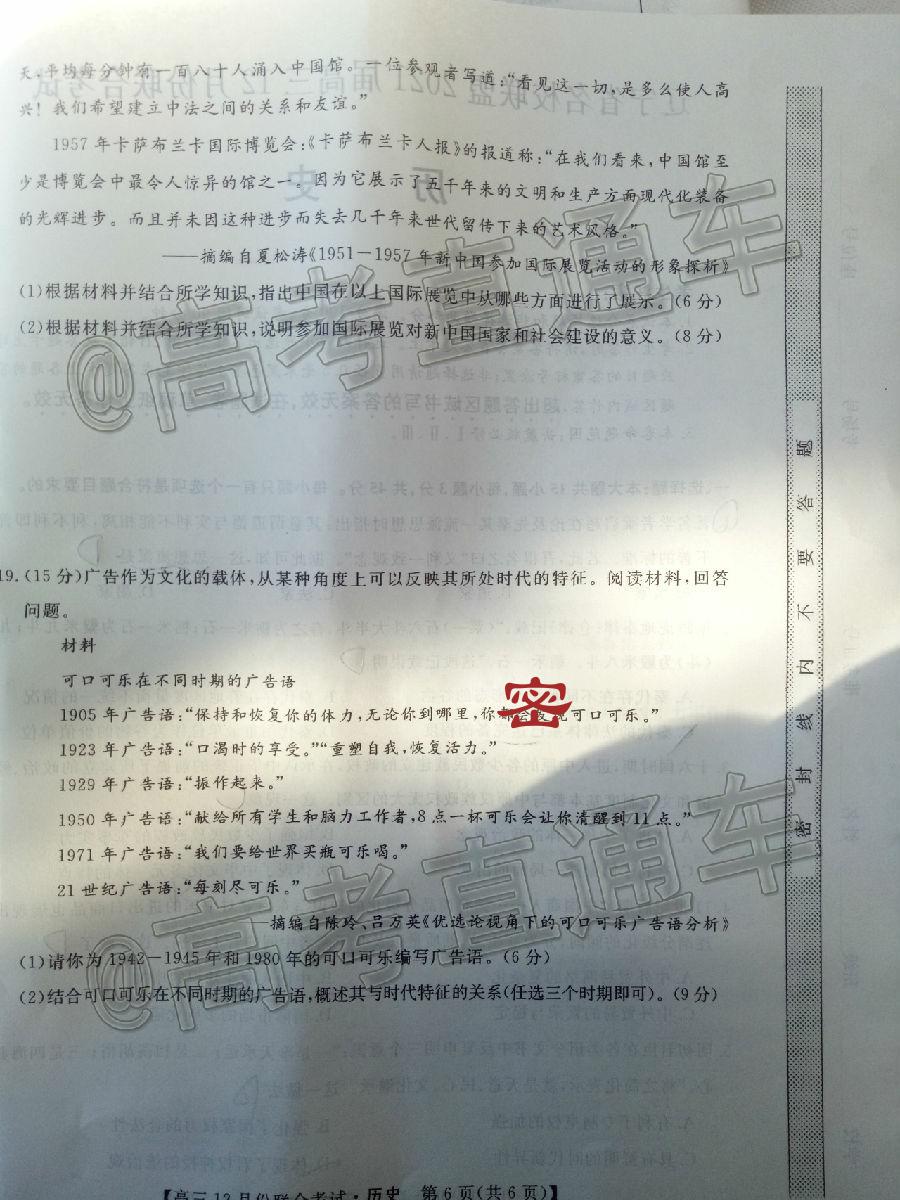 天，平均每分钟有一百八十人涌入中国馆。一位参观者写道：“看见这一切，是多么使人高
兴！我们希望建立中法之间的关系和友谊。”
1957年卡萨布兰卡国际博览会：《卡萨布兰卡人报》的报道称：“在我们看来，中国馆至
少是博览会中最令人惊异的馆之一。因为它展示了五千年来的文明和生产方面现代化装备
的光辉进步。而且并未因这种进步而失去几千年来世代留传下来的艺术风格。”
——摘编自夏松涛《1951—1957年新中国参加国际展览活动的形象探析》
(1)根据材料并结合所学知识，指出中国在以上国际展览中从哪些方面进行了展示。(6分)
(2)根据材料并结合所学知识，说明参加国际展览对新中国国家和社会建设的意义。(8分)
@高考直通车
19.(15分)广告作为文化的载体，从某种角度上可以反映其所处时代的特征。阅读材料，回答
问题。
材料
可口可乐在不同时期的广告语
1905年广告语：“保持和恢复你的体力，无论你到哪里，你都会发现可口可乐。”
密
1923年广告语：“口渴时的享受。”“重塑自我，恢复活力。”
1929年广告语：“振作起来。”
1950年广告语：“献给所有学生和脑力工作者，8点一杯可乐会让你清醒到11点。”
1971年广告语：“我们要给世界买瓶可乐喝。”
21世纪广告语：“每刻尽可乐。”
——摘编自陈玲、吕万英《优选论视角下的可口可乐广告语分析》
@高考直通车
(1)请你为1942—1945年和1980年的可口可乐编写广告语。(6分)
(2)结合可口可乐在不同时期的广告语，概述其与时代特征的关系(任选三个时期即可)。(9分)
【高三12月份联合考试·历史 第6页(共6页)】
密封线内不要答题